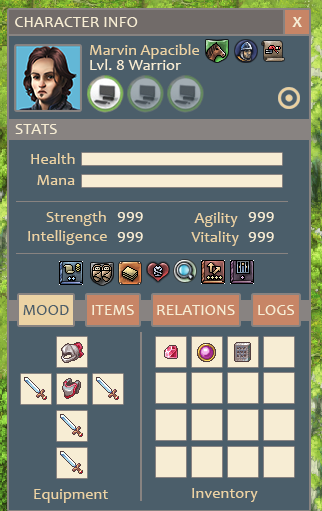 CHARACTER INFO X
Marvin Apacible
Lvl. 8 Warrior
STATS
Health
Mana
Strength 999 Agility 999
Intelligence 999 Vitality 999
MOOD ITEMS RELATIONS LOGS
Equipment Inventory